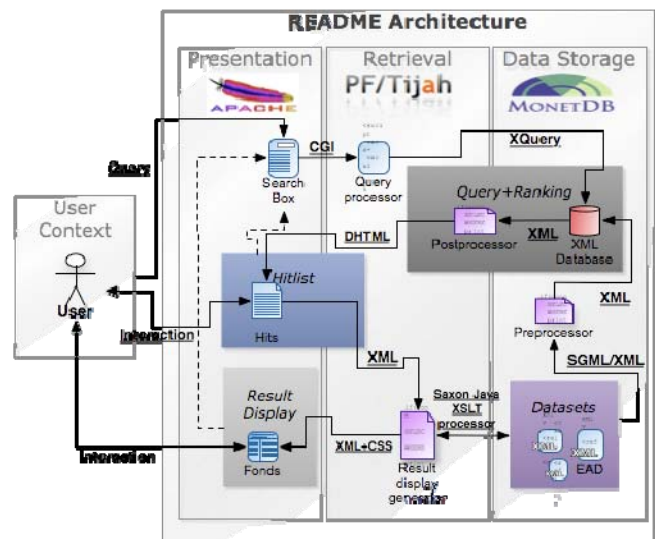 README Architecture
Presentation
Retrieval
Data Storage
APACHE
PF/Tijah
MONETDB
Query
CGI
XQuery
Search
Box
Query
processor
Query+Ranking
User
Context
DHTML
Postprocessor
XML
XML
Database
User
Hitlist
Hits
Interaction
XML
Preprocessor
XML
SGML/XML
Result
Display
Saxon Java
XSLT
processor
Datasets
XML
XML
XML
EAD
Interaction
Fonds
XML+CSS
Result
display
generator